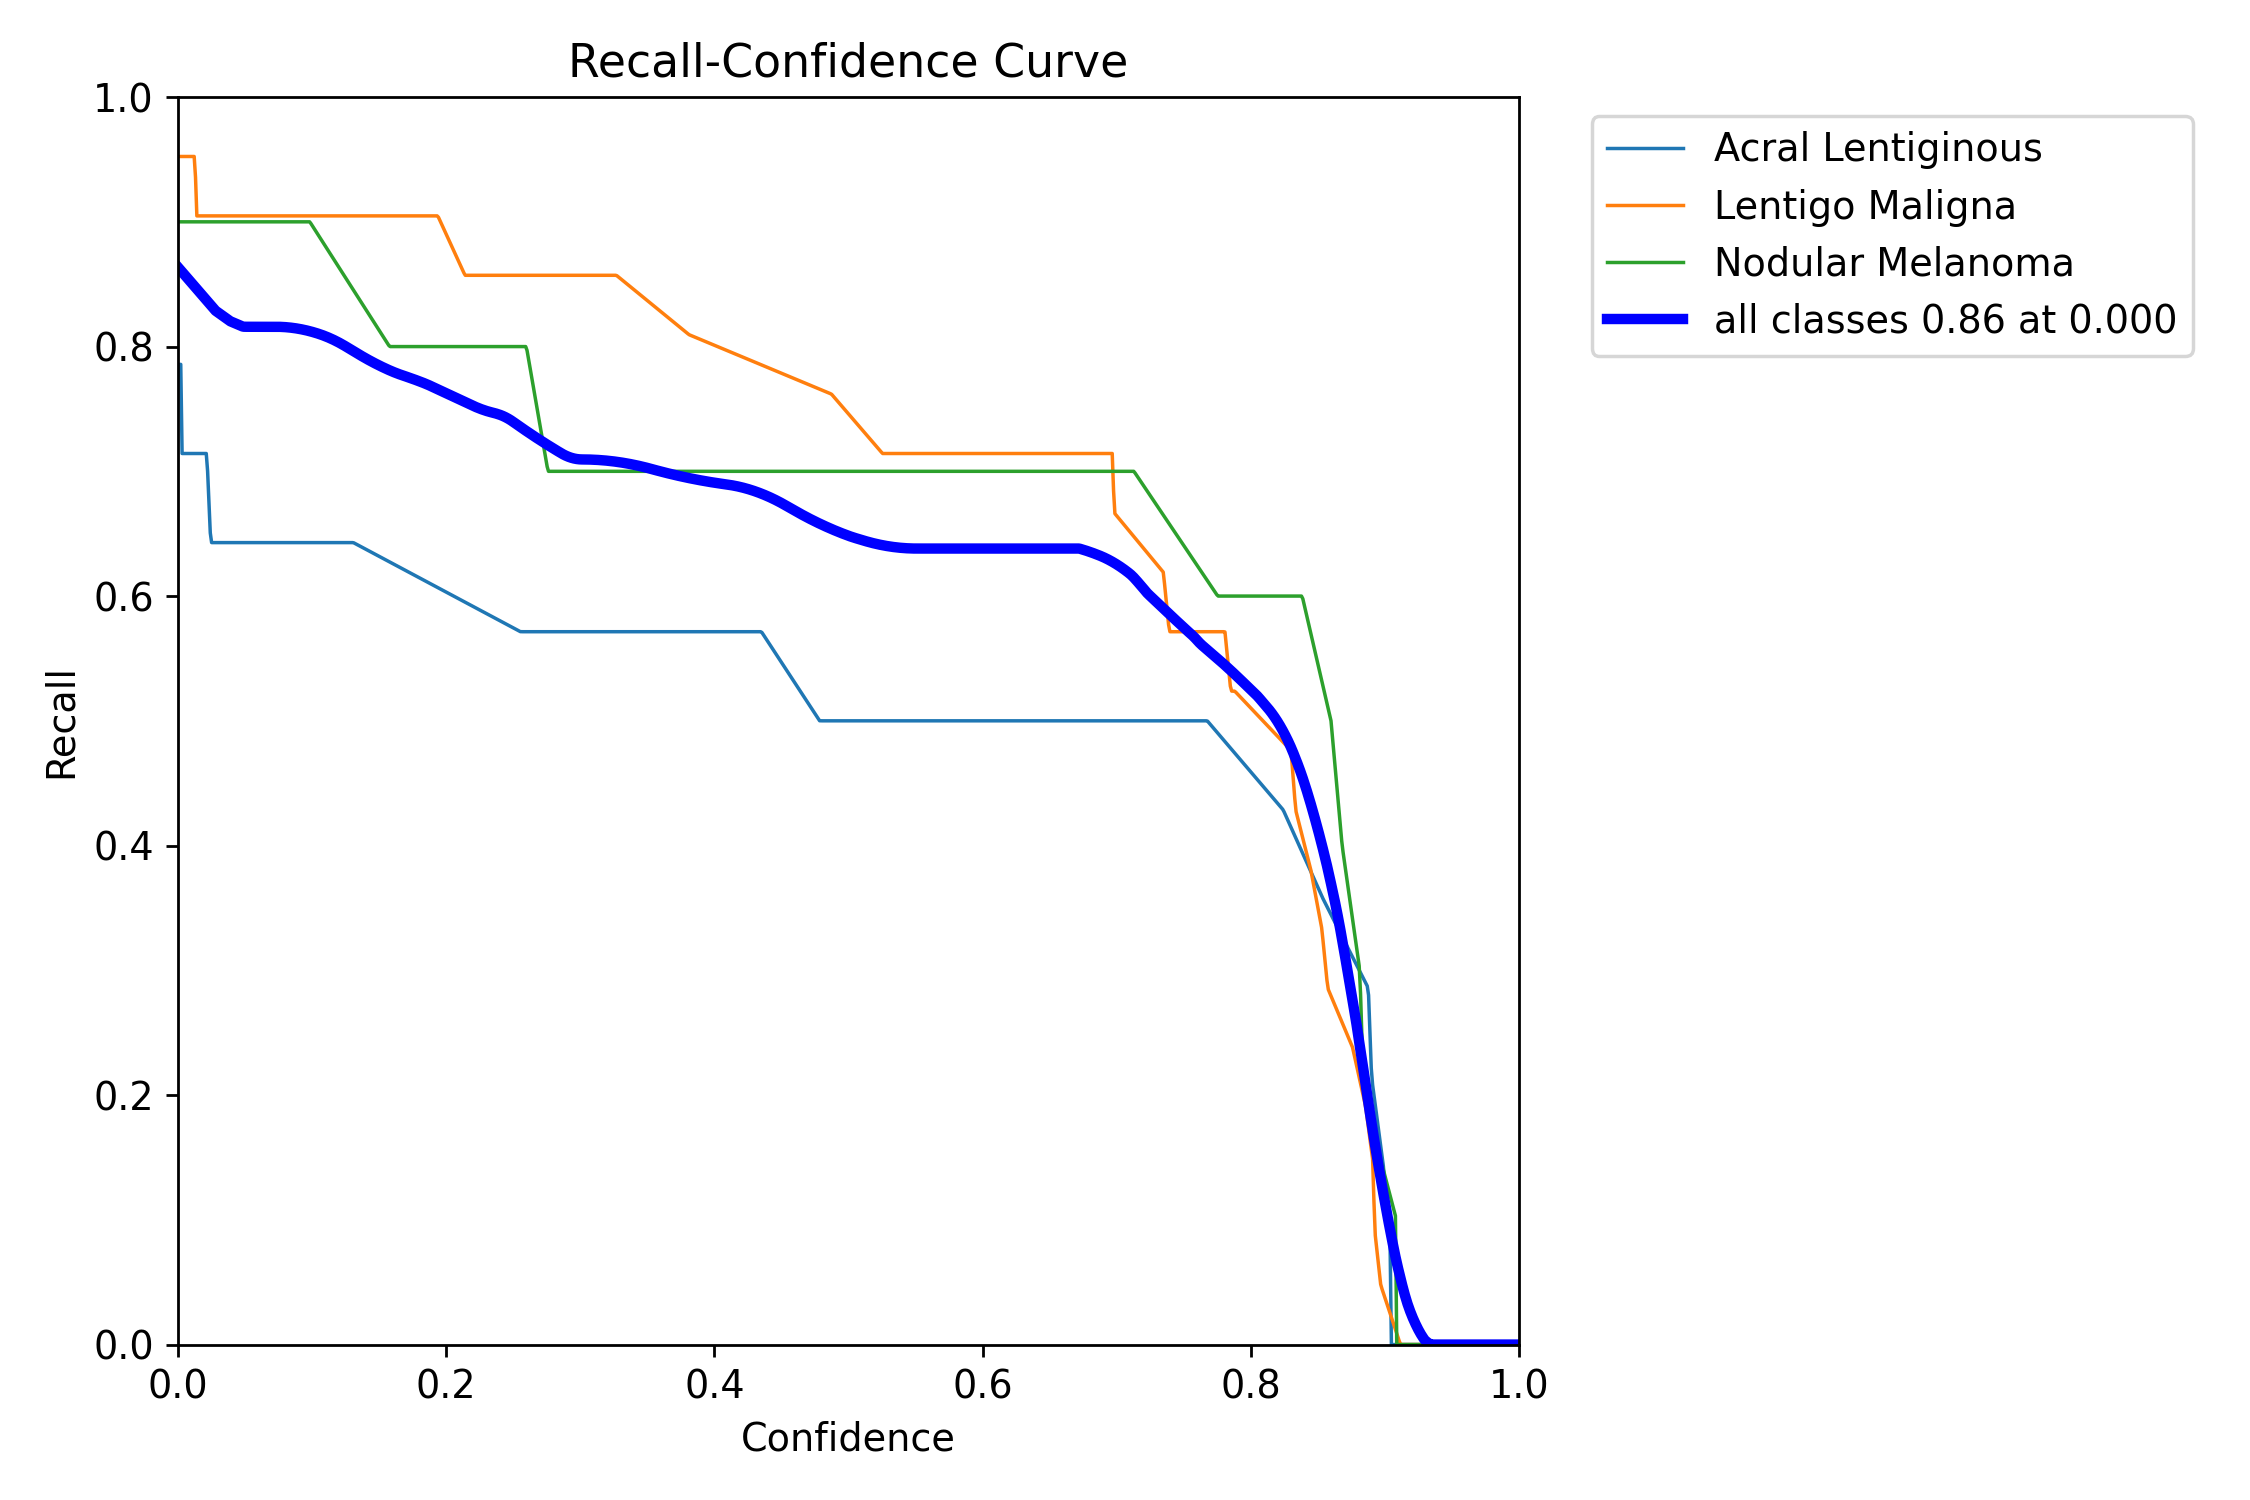 Recall-Confidence Curve
1.0
0.8
0.6
0.4
0.2
0.0
Recall
0.0 0.2 0.4 0.6 0.8 1.0
Confidence
Acral Lentiginous
Lentigo Maligna
Nodular Melanoma
all classes 0.86 at 0.000